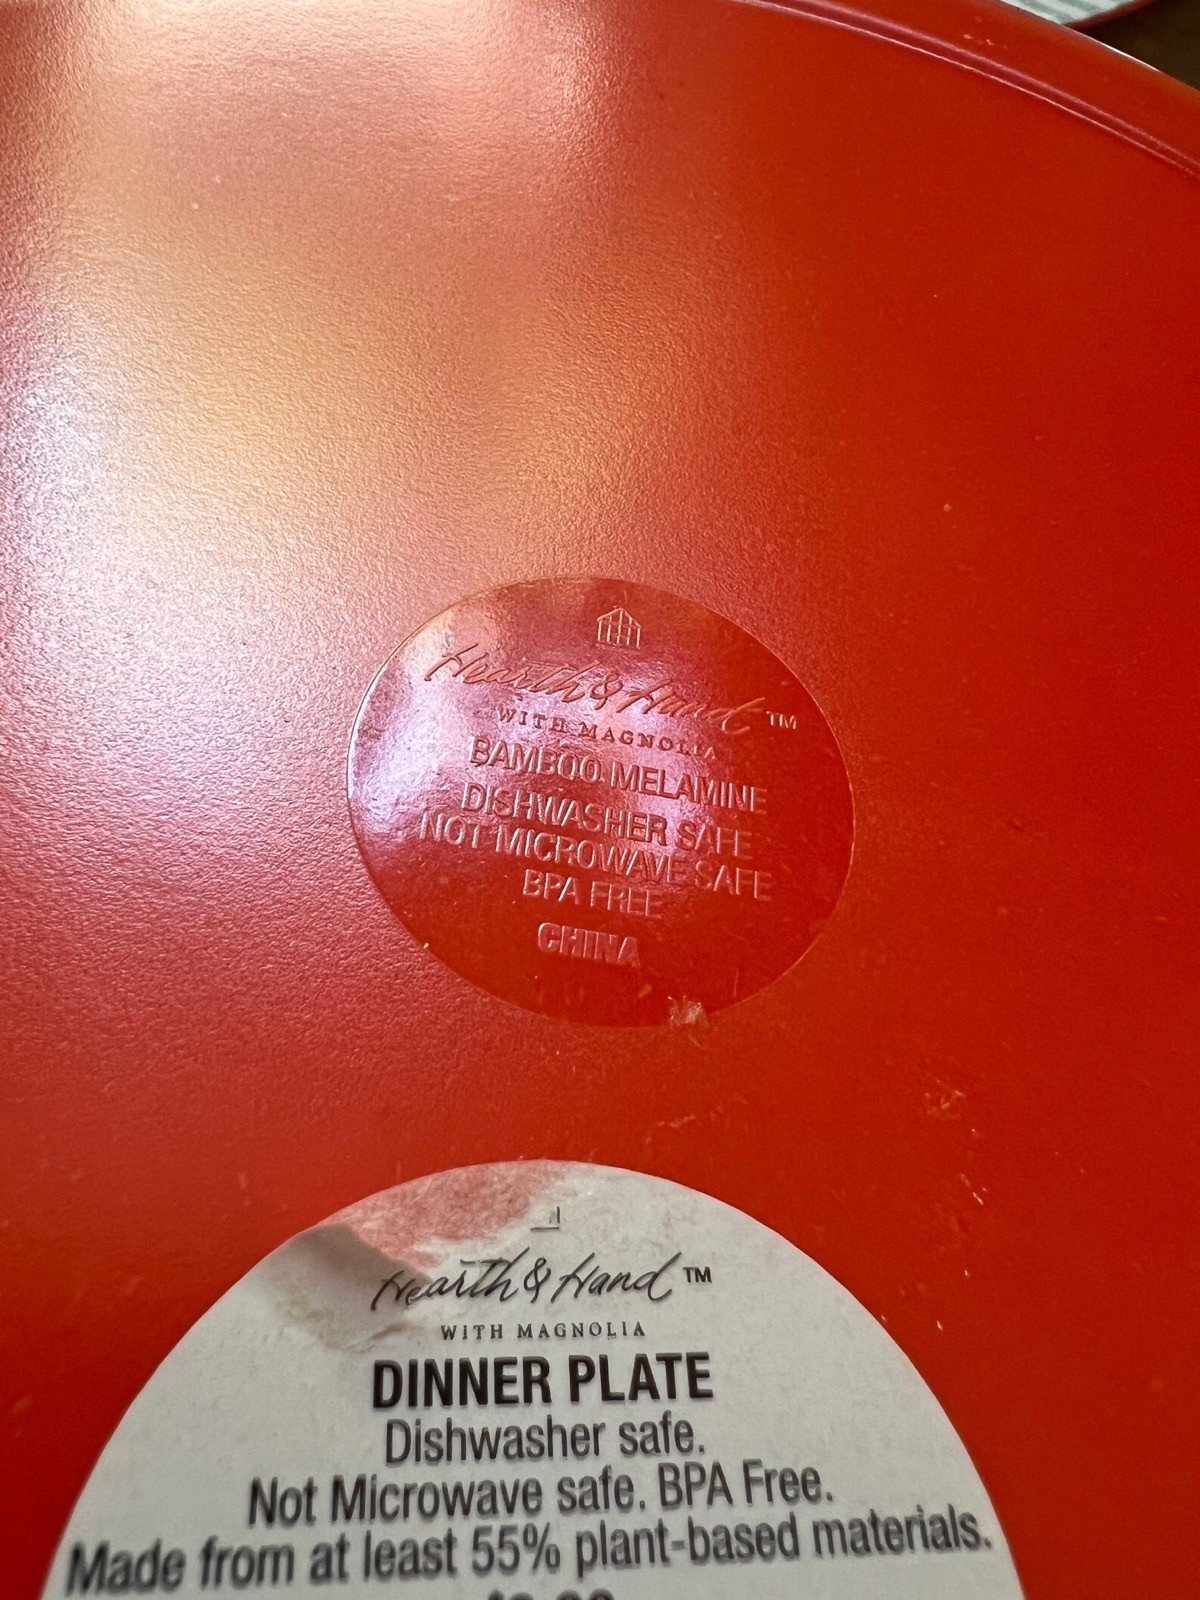 Hearth & Hand™
WITH MAGNOLIA
BAMBOO MELAMINE
DISHWASHER SAFE
NOT MICROWAVE SAFE
BPA FREE
CHINA
Hearth & Hand™
WITH MAGNOLIA
DINNER PLATE
Dishwasher safe.
Not Microwave safe. BPA Free.
Made from at least 55% plant-based materials.